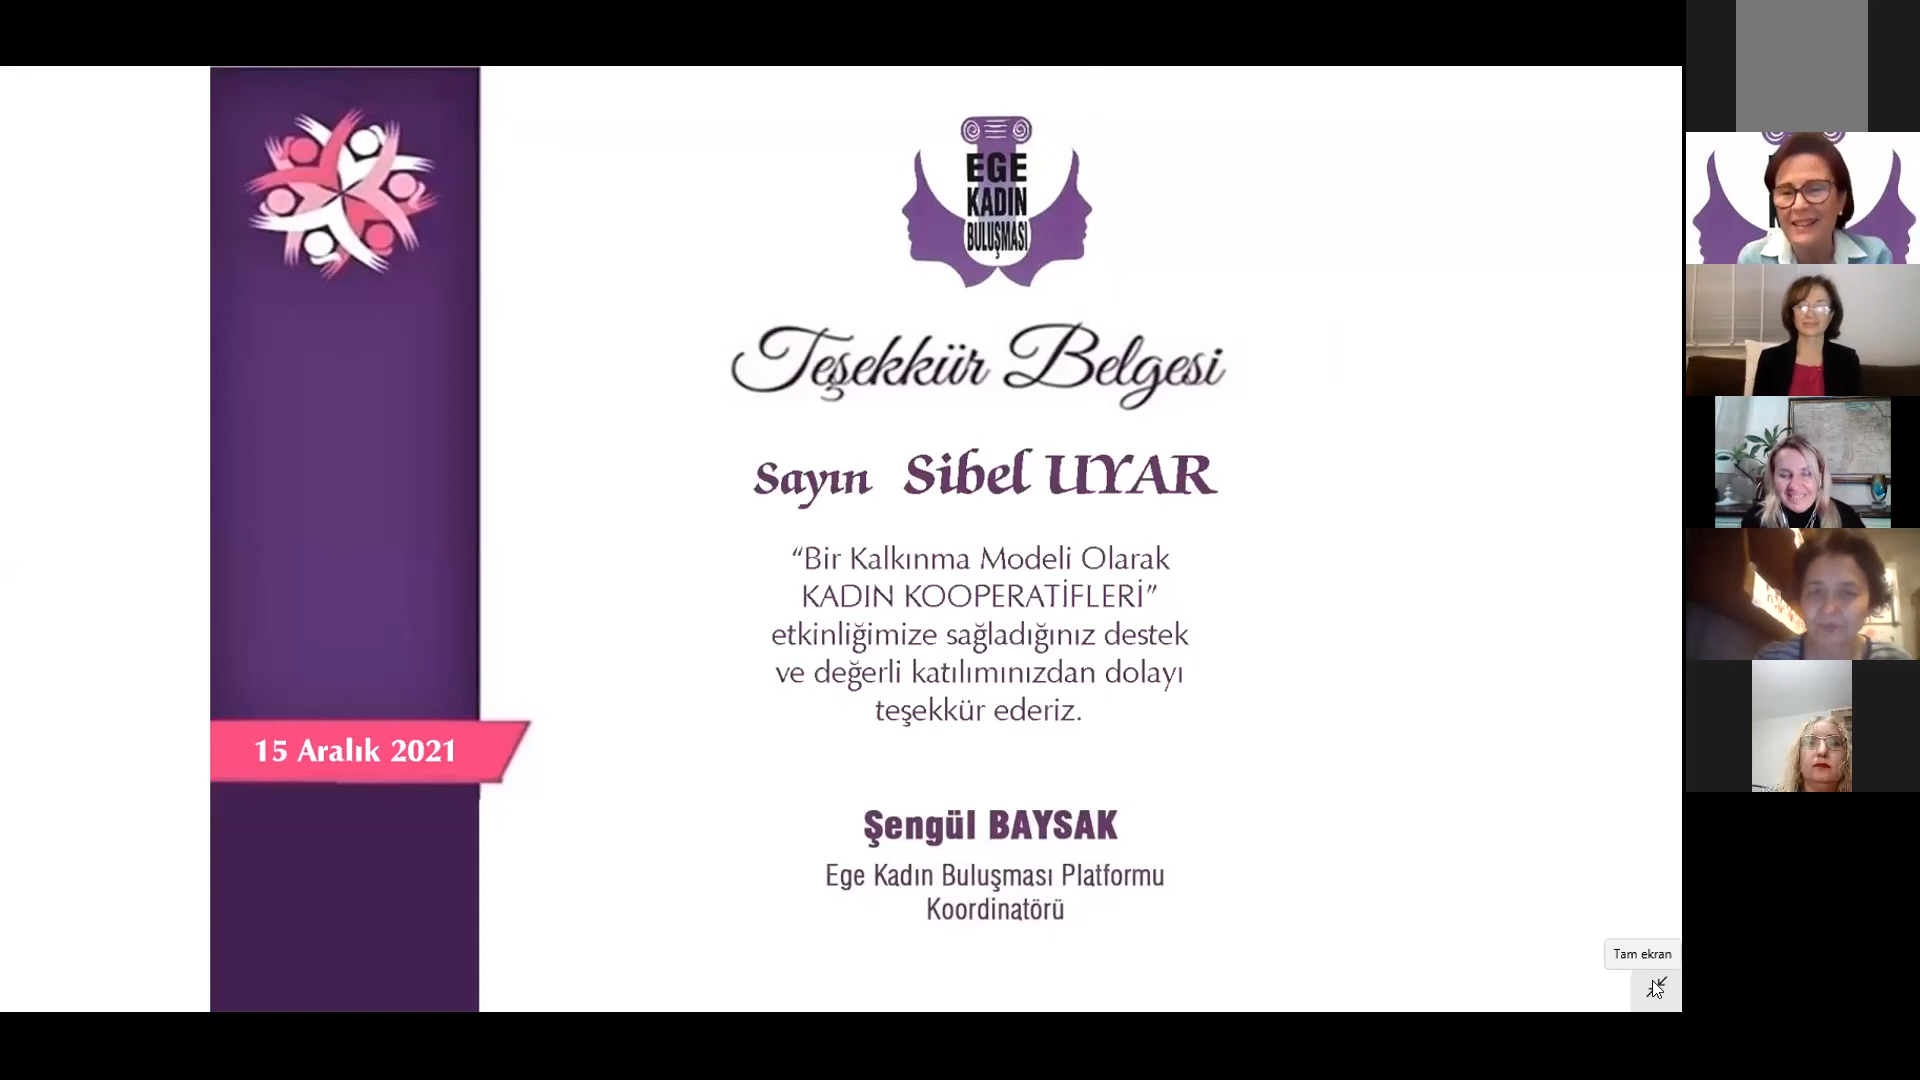 EGE
KADIN
BULUŞMASI
Teşekkür Belgesi
Sayın Sibel UYAR
“Bir Kalkınma Modeli Olarak
KADIN KOOPERATİFLERİ”
etkinliğimize sağladığınız destek
ve değerli katılımınızdan dolayı
teşekkür ederiz.
15 Aralık 2021
Şengül BAYSAK
Ege Kadın Buluşması Platformu
Koordinatörü
Tam ekran